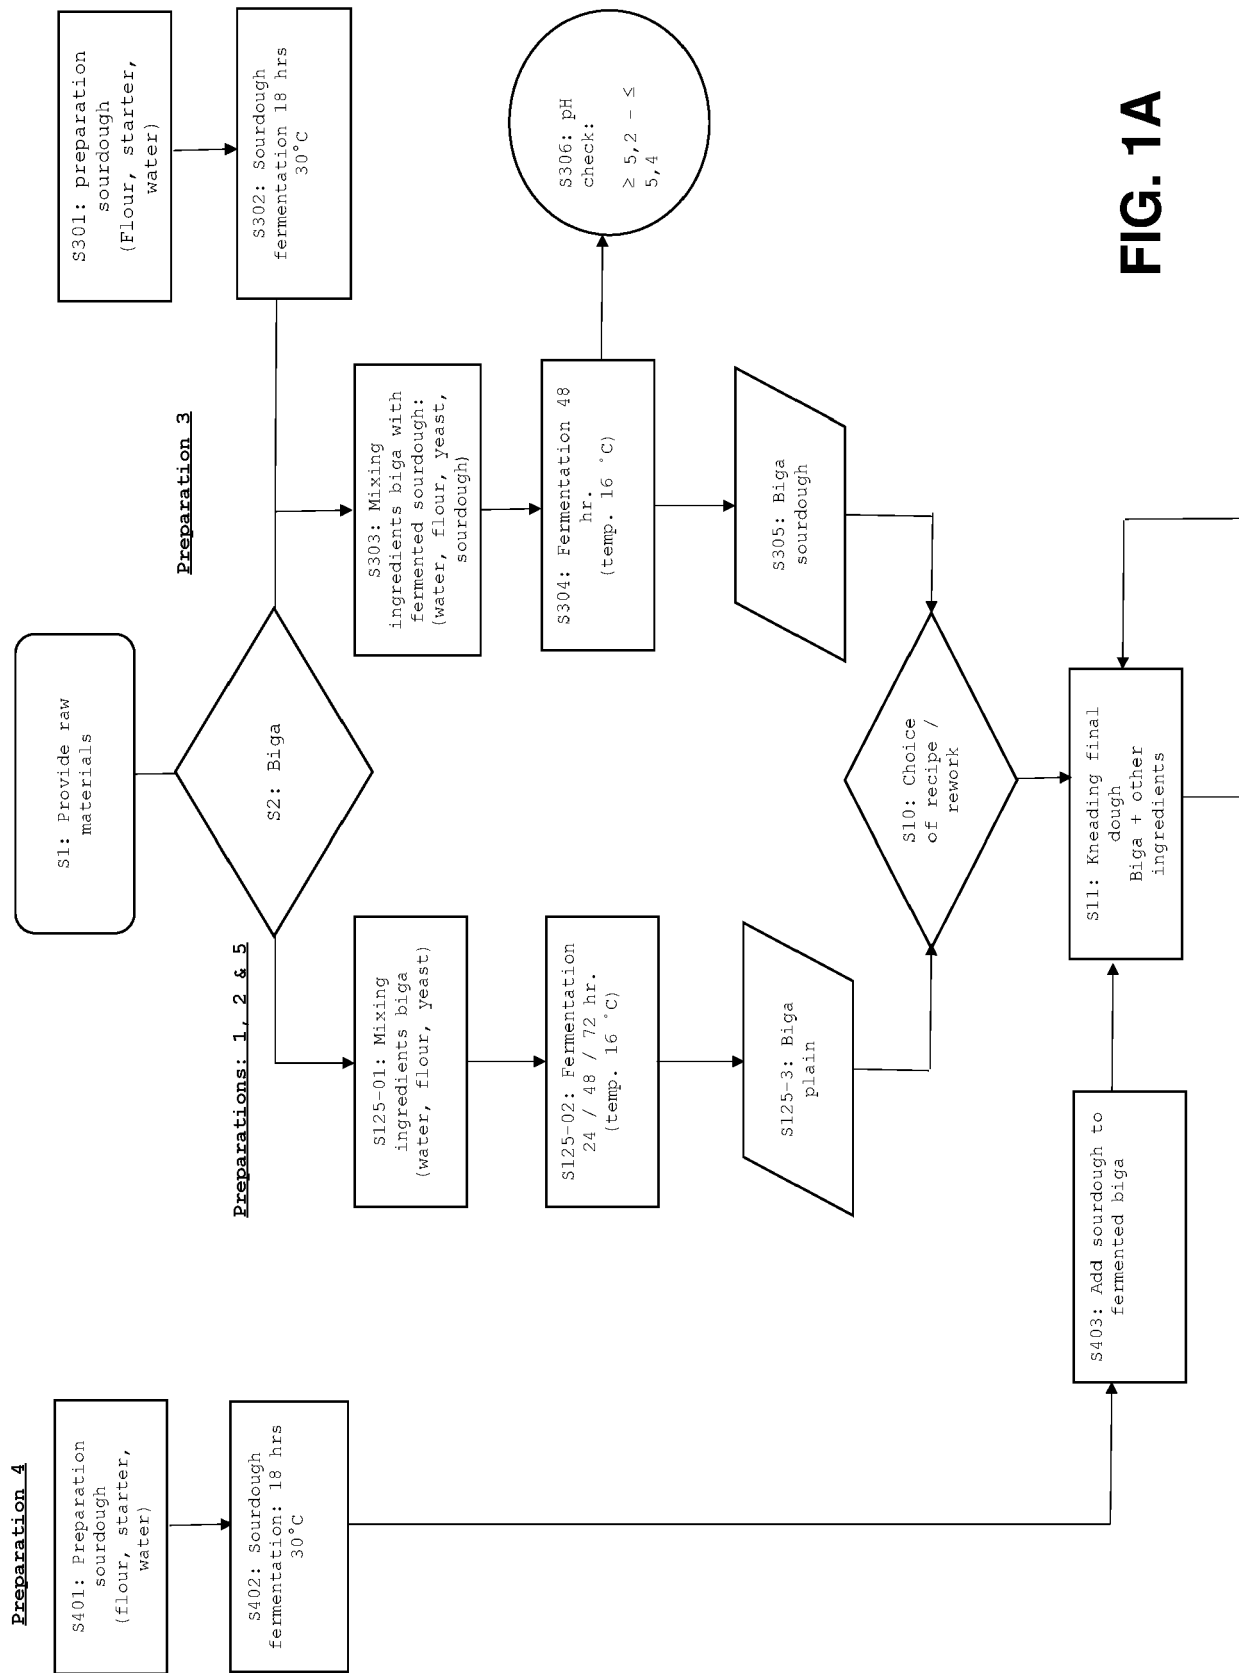 Preparation 4
S401: Preparation
sourdough
(flour, starter,
water)
S402: Sourdough
fermentation: 18 hrs
30°C
S403: Add sourdough to
fermented biga
S1: Provide raw
materials
S2: Biga
Preparations: 1, 2 & 5
S125-01: Mixing
ingredients biga
(water, flour, yeast)
S125-02: Fermentation
24 / 48 / 72 hr.
(temp. 16 °C)
S125-3: Biga
plain
Preparation 3
S301: preparation
sourdough
(Flour, starter,
water)
S302: Sourdough
fermentation 18 hrs
30°C
S303: Mixing
ingredients biga with
fermented sourdough:
(water, flour, yeast,
sourdough)
S304: Fermentation 48
hr.
(temp. 16 °C)
S306: pH
check:
≥ 5,2 - ≤
5,4
S305: Biga
sourdough
S10: Choice
of recipe /
rework
S11: Kneading final
dough
Biga + other
ingredients
FIG. 1A